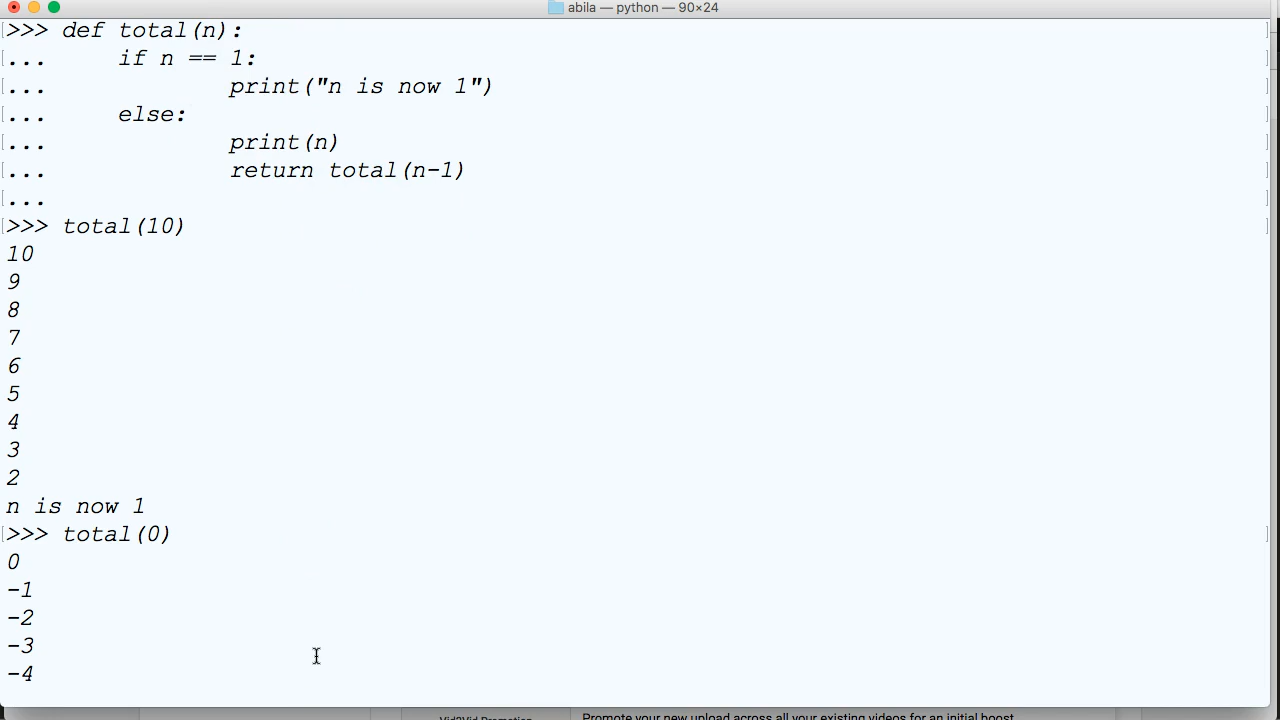 abila — python — 90×24
>>> def total(n):
...     if n == 1:
...             print("n is now 1")
...     else:
...             print(n)
...             return total(n-1)
...
>>> total(10)
10
9
8
7
6
5
4
3
2
n is now 1
>>> total(0)
0
-1
-2
-3
-4
Vid2Vid Promotion
Promote your new upload across all your existing videos for an initial boost